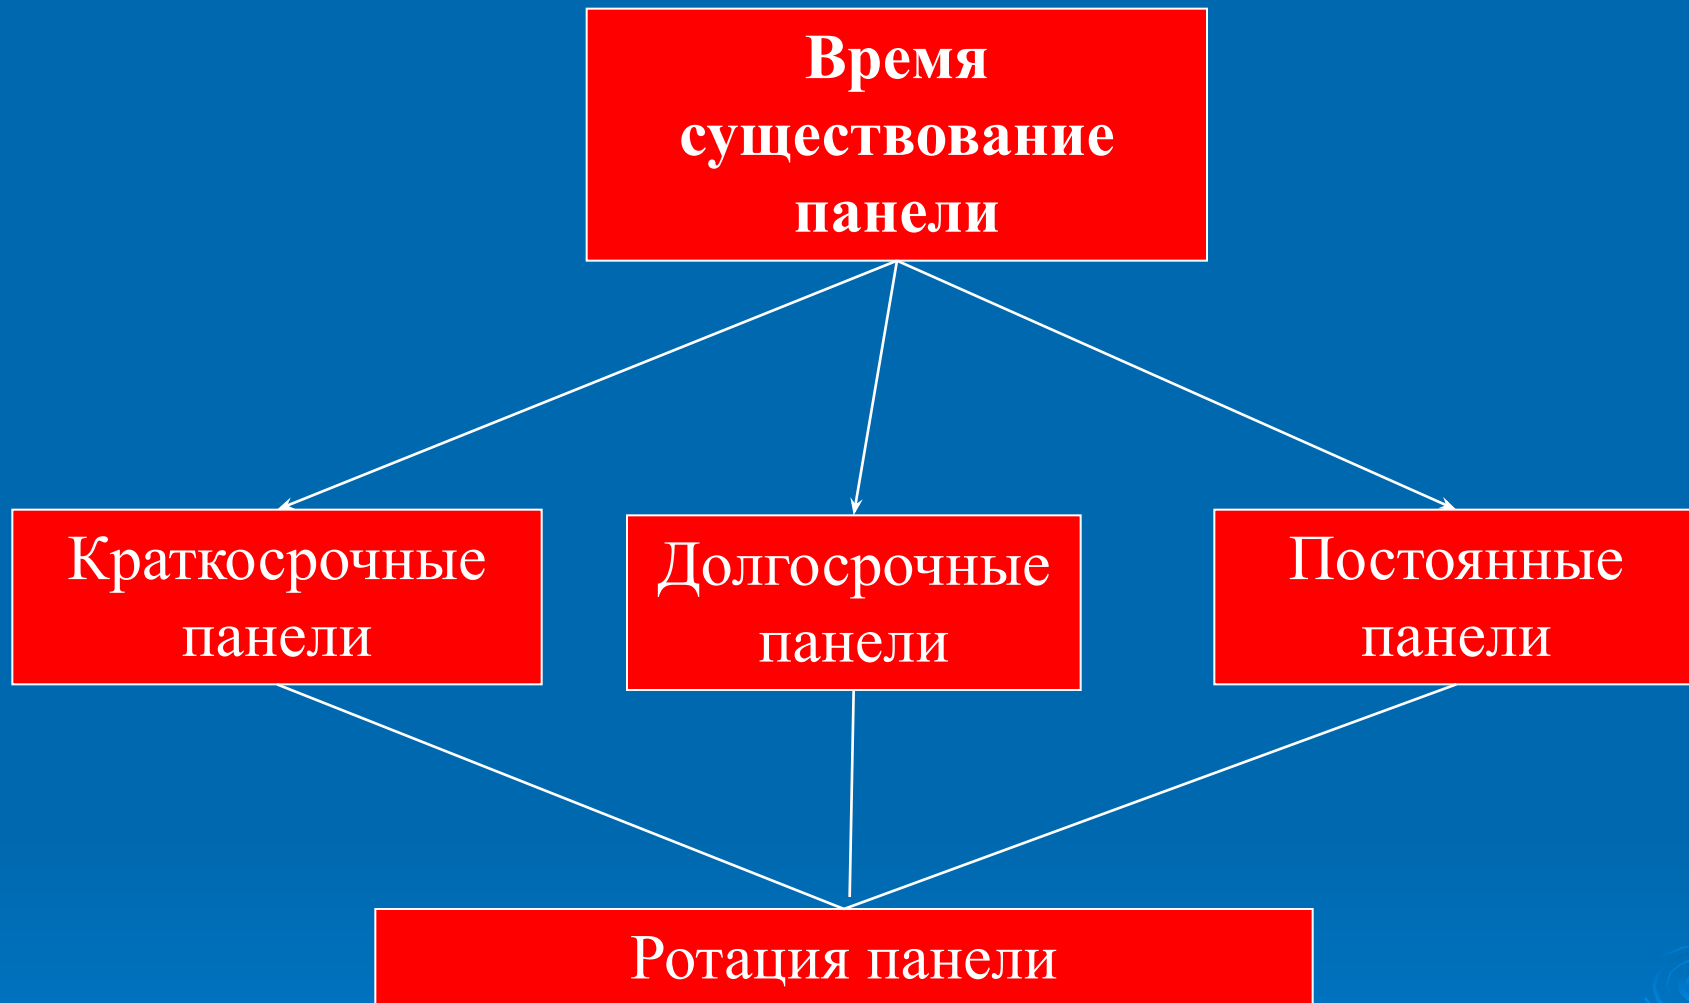 Время
существование
панели
Краткосрочные
панели
Долгосрочные
панели
Постоянные
панели
Ротация панели